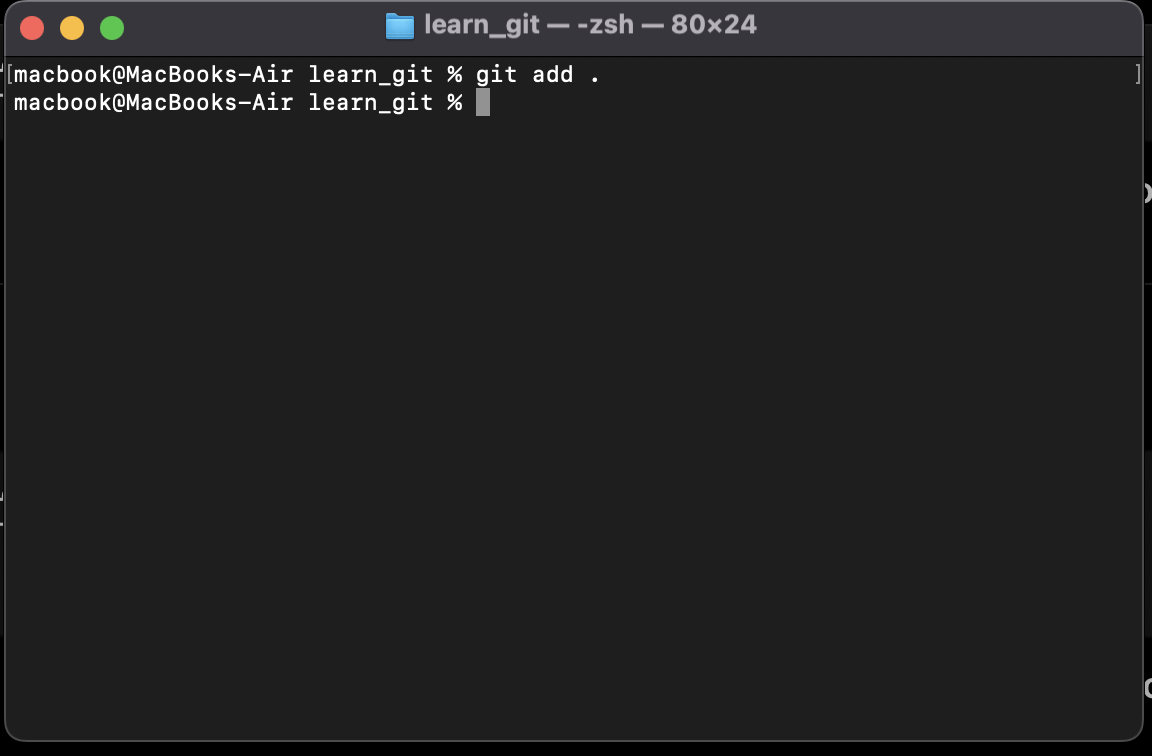 learn_git — -zsh — 80×24
[macbook@MacBooks-Air learn_git % git add . ]
macbook@MacBooks-Air learn_git %